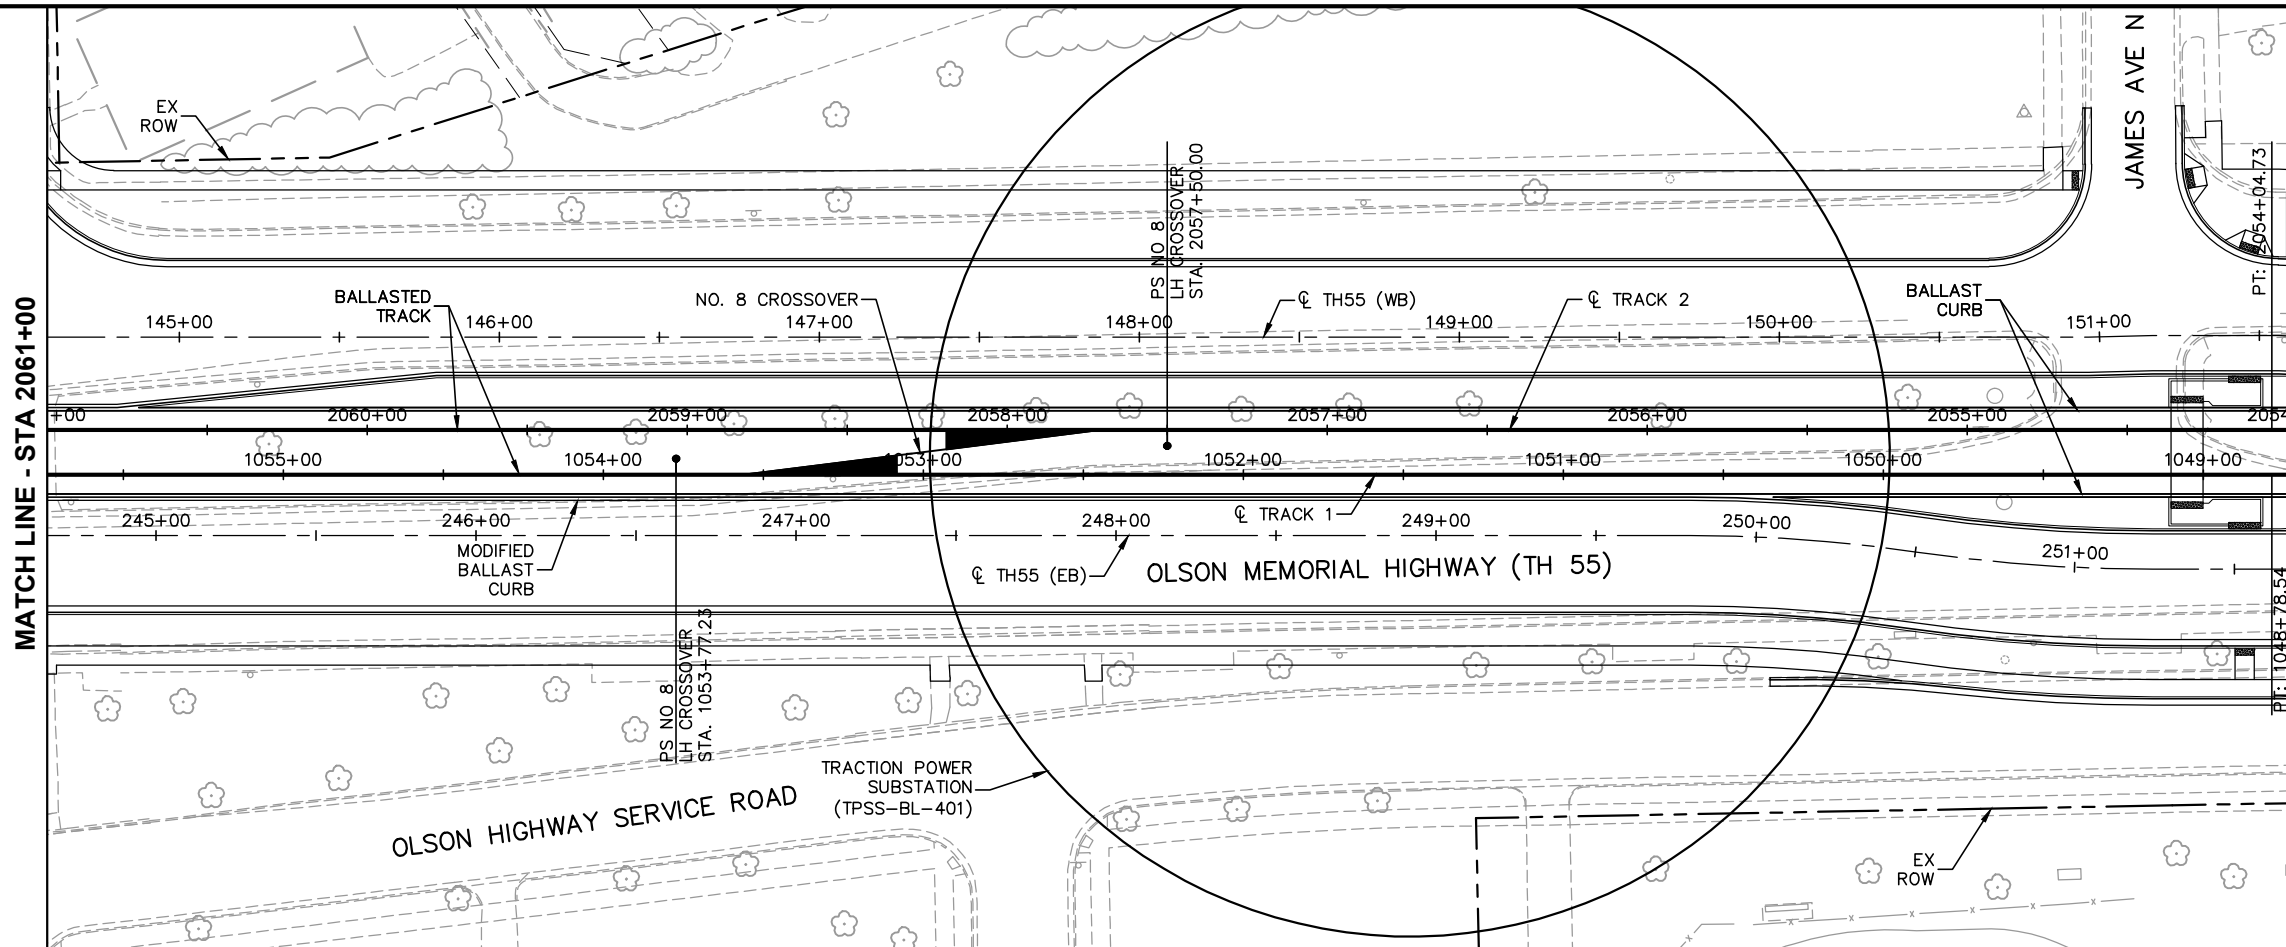 MATCH LINE - STA 2061+00
EX
ROW
JAMES AVE N
PT: 2054+04.73
PS NO 8
LH CROSSOVER
STA. 2057+50.00
BALLASTED
TRACK
NO. 8 CROSSOVER
℄ TH55 (WB)
℄ TRACK 2
BALLAST
CURB
145+00
146+00
147+00
148+00
149+00
150+00
151+00
+00
2060+00
2059+00
2058+00
2057+00
2056+00
2055+00
2054
1055+00
1054+00
1053+00
1052+00
1051+00
1050+00
1049+00
℄ TRACK 1
245+00
246+00
247+00
248+00
249+00
250+00
251+00
MODIFIED
BALLAST
CURB
℄ TH55 (EB)
OLSON MEMORIAL HIGHWAY (TH 55)
PS NO 8
LH CROSSOVER
STA. 1053+77.23
PT: 1048+78.54
TRACTION POWER
SUBSTATION
(TPSS-BL-401)
OLSON HIGHWAY SERVICE ROAD
EX
ROW